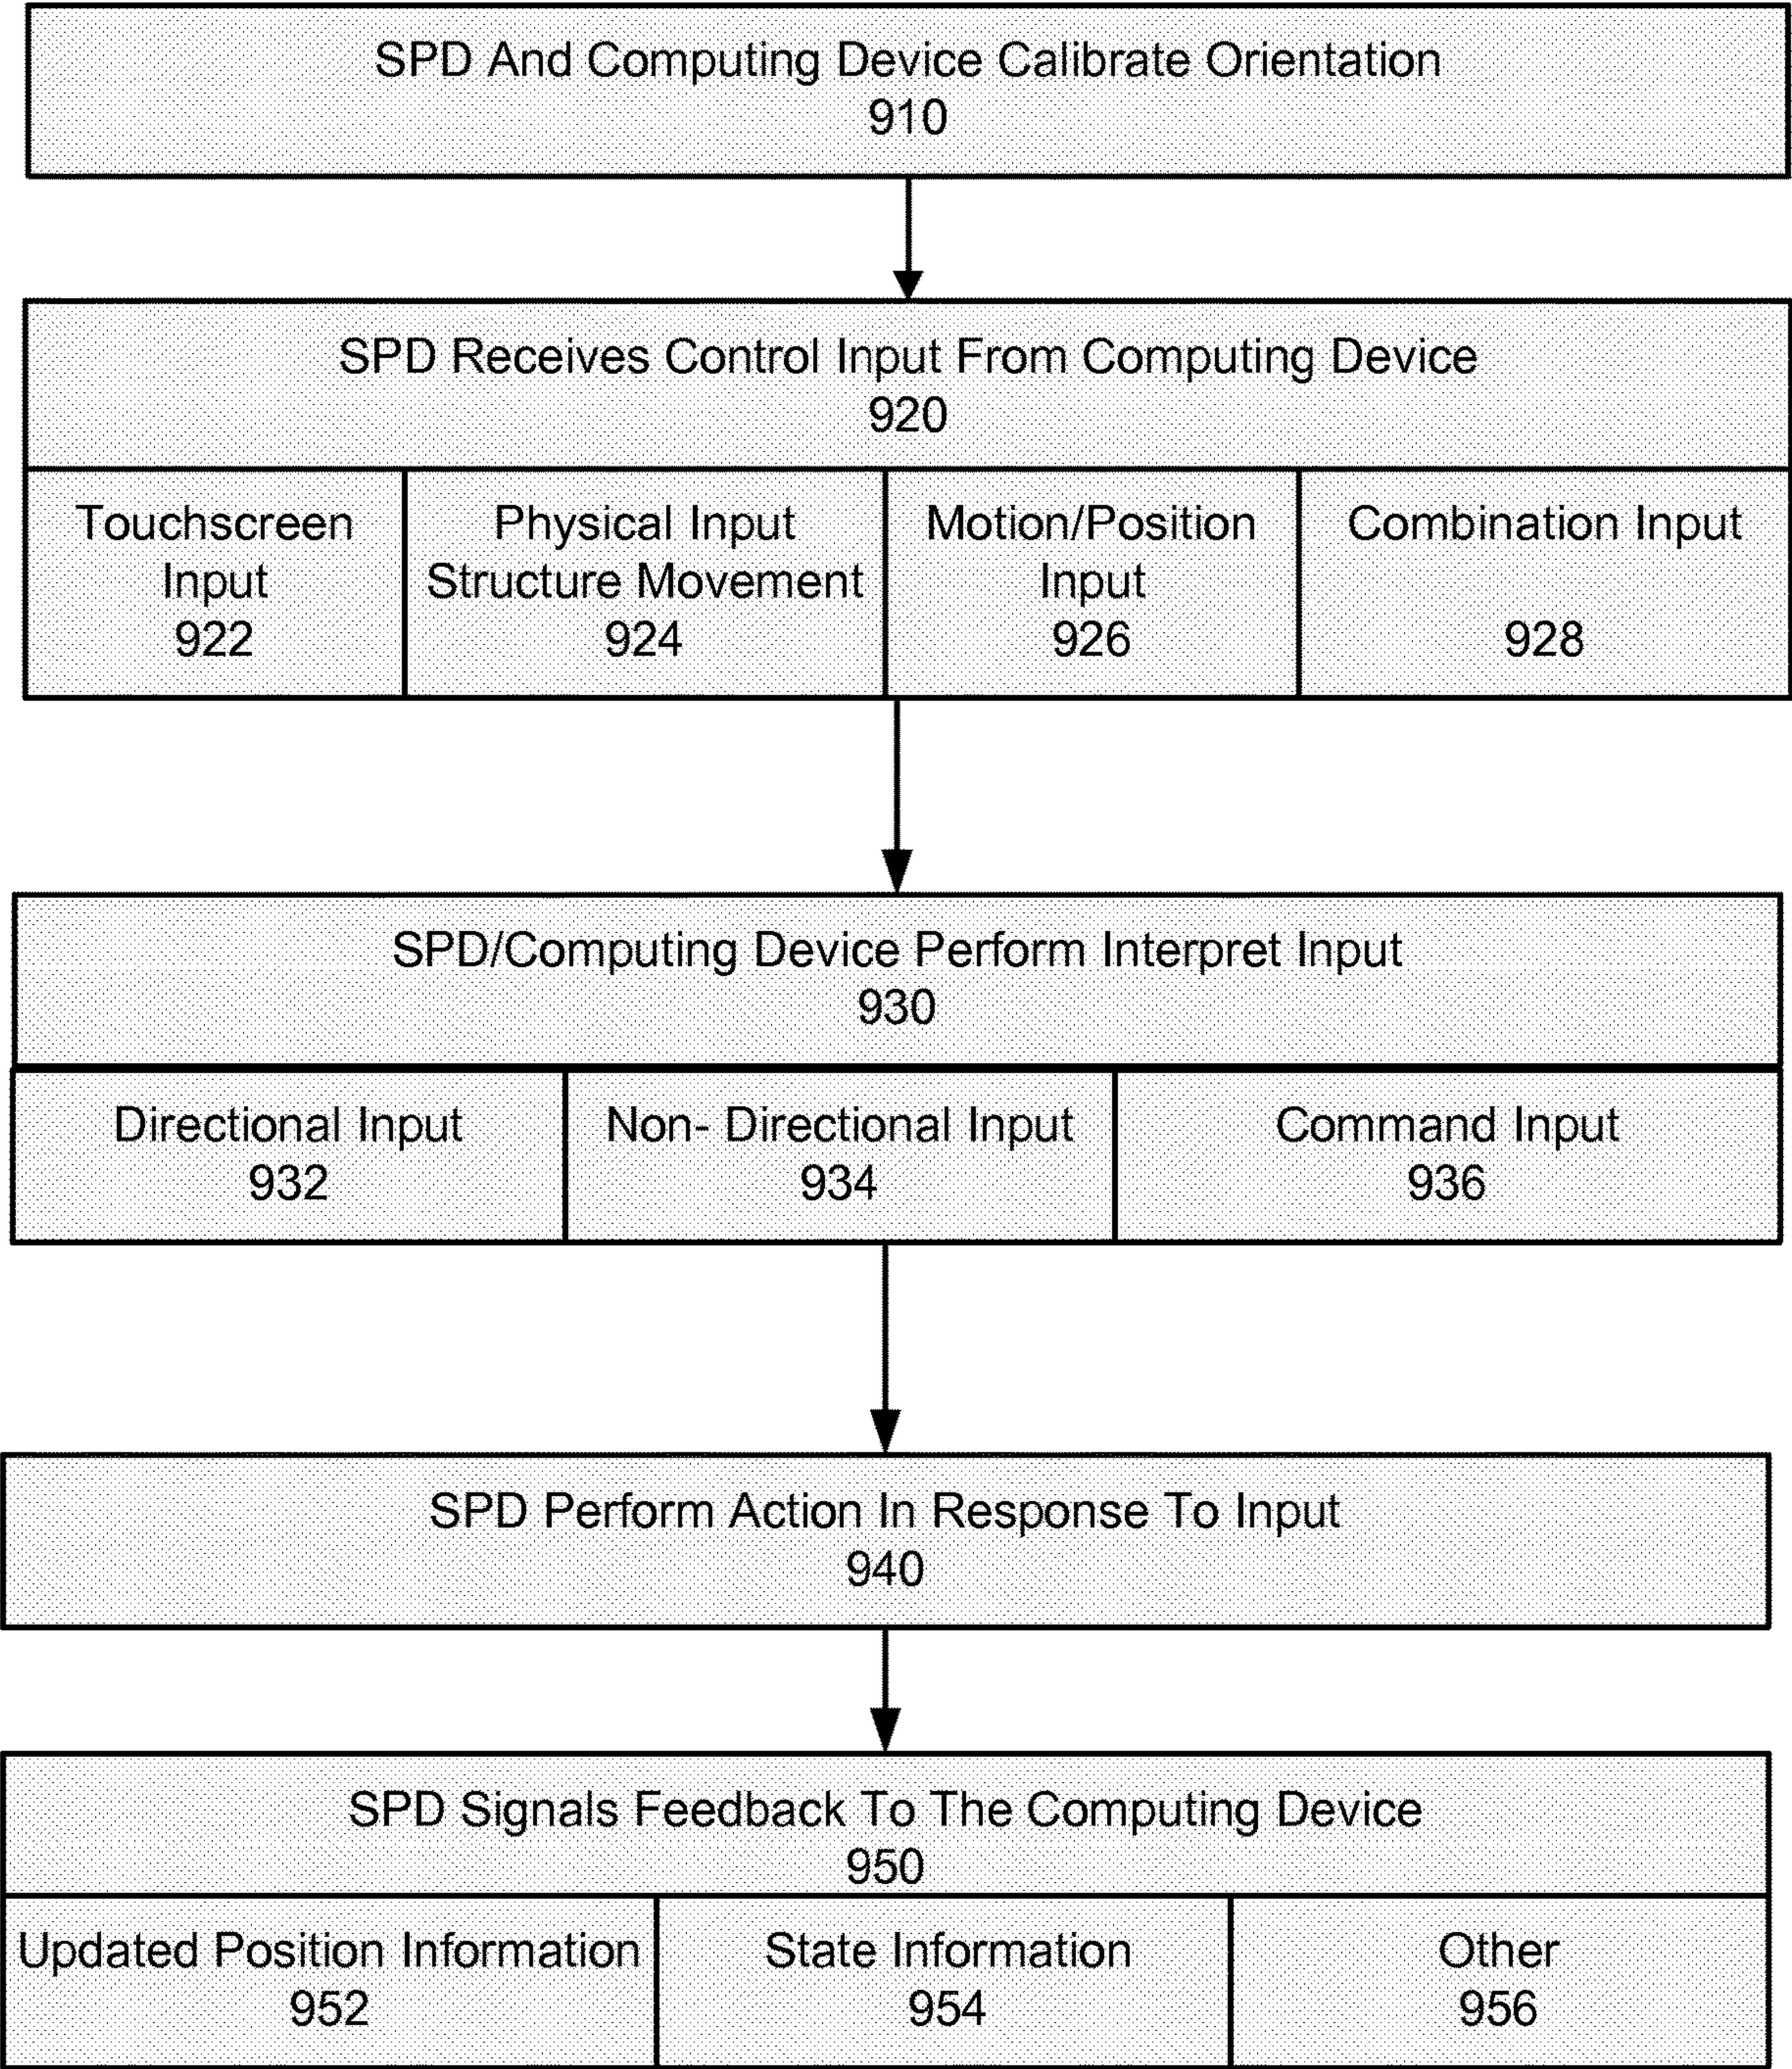 SPD And Computing Device Calibrate Orientation
910
SPD Receives Control Input From Computing Device
920
Touchscreen
Input
922
Physical Input
Structure Movement
924
Motion/Position
Input
926
Combination Input
928
SPD/Computing Device Perform Interpret Input
930
Directional Input
932
Non- Directional Input
934
Command Input
936
SPD Perform Action In Response To Input
940
SPD Signals Feedback To The Computing Device
950
Updated Position Information
952
State Information
954
Other
956